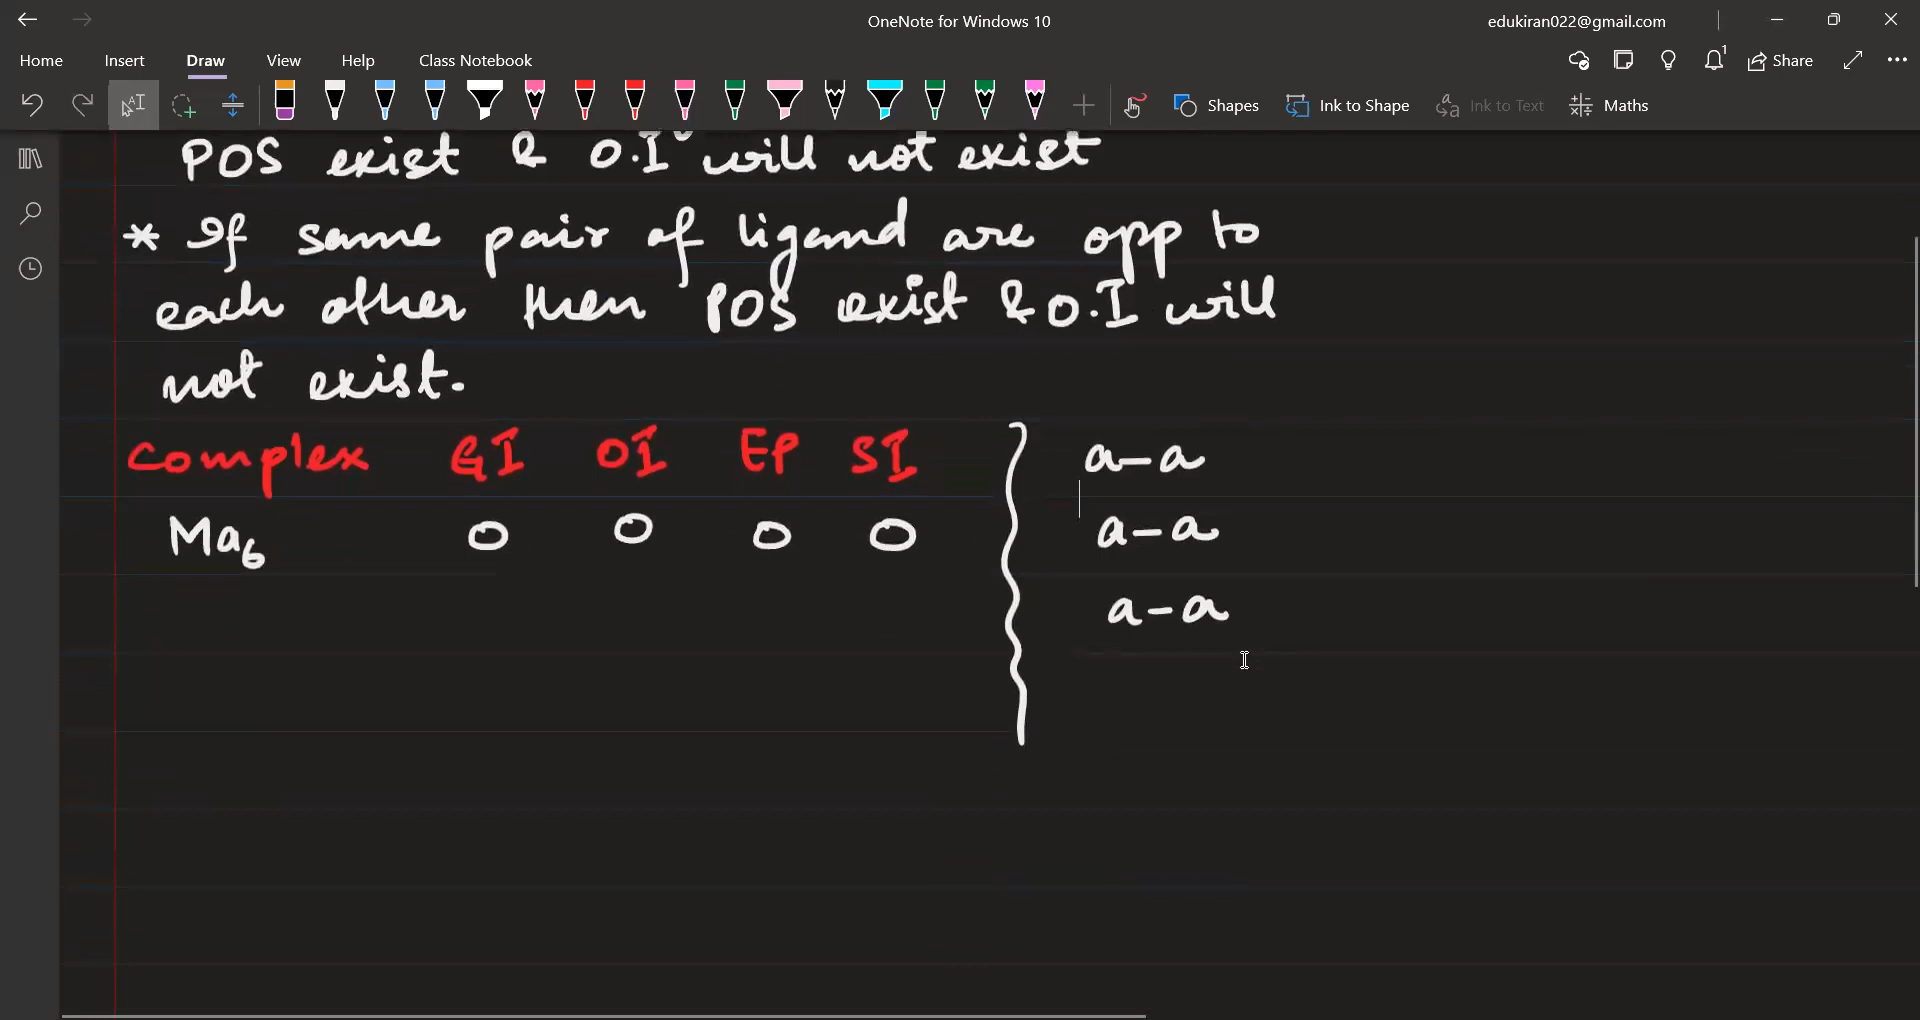 OneNote for Windows 10
edukiran022@gmail.com
Home Insert Draw View Help Class Notebook
1
Share
Shapes Ink to Shape Ink to Text Maths
POS exist & O.I will not exist
* If same pair of ligand are opp to
each other then POS exist & O.I will
not exist.
Complex GI OI EP SI
Ma6 0 0 0 0
a-a
a-a
a-a